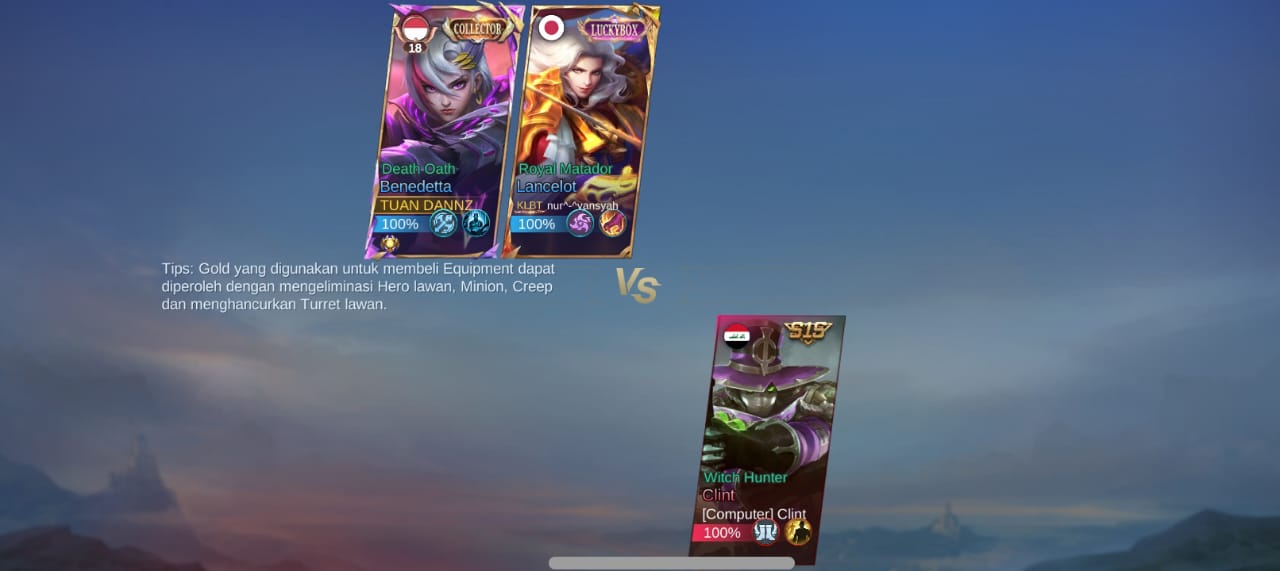 COLLECTOR
18
Death Oath
Benedetta
TUAN DANNZ
100%
LUCKYBOX
Royal Matador
Lancelot
KLBT nur^-^yansyah
100%
Tips: Gold yang digunakan untuk membeli Equipment dapat
diperoleh dengan mengeliminasi Hero lawan, Minion, Creep
dan menghancurkan Turret lawan.
VS
S15
Witch Hunter
Clint
[Computer] Clint
100%